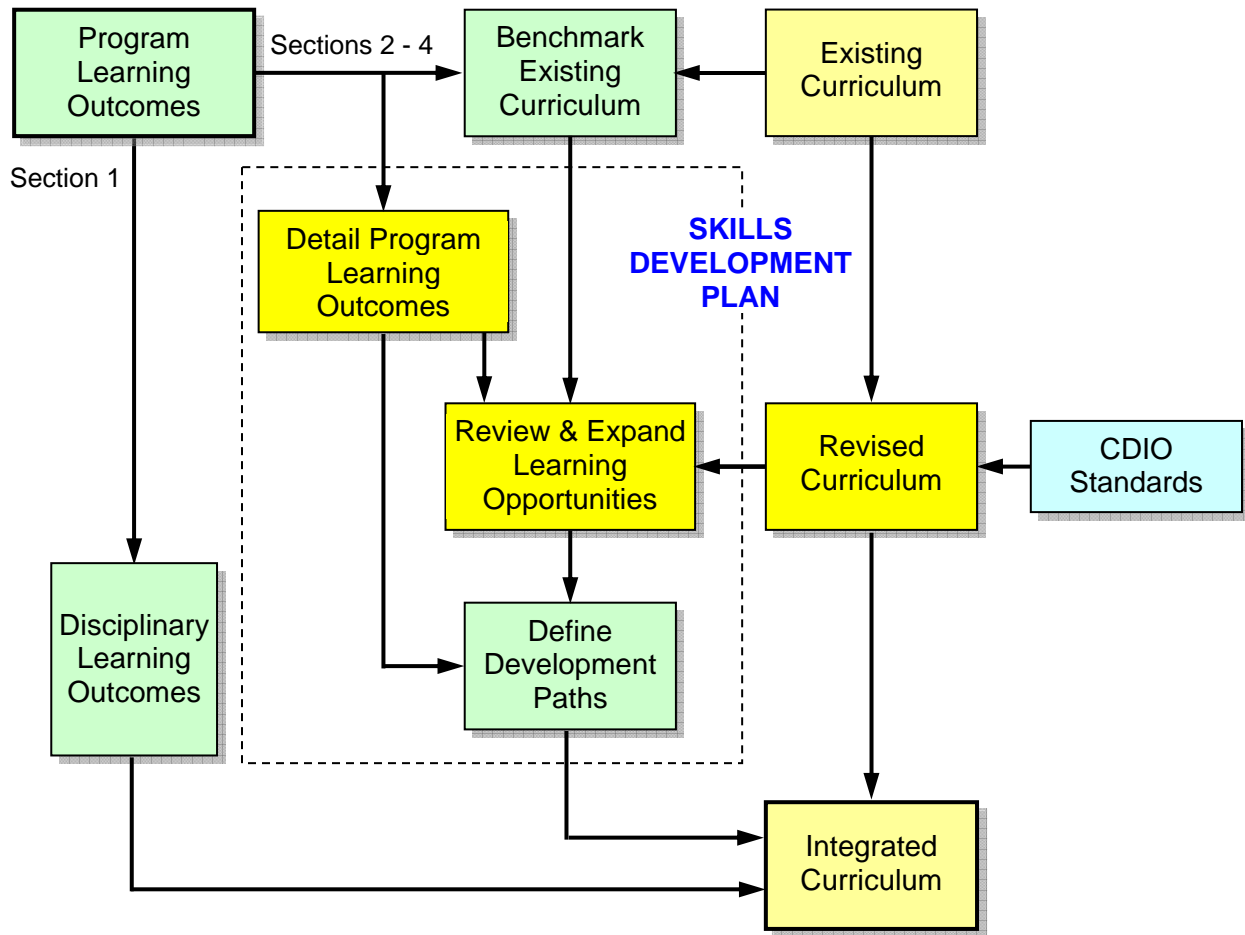 Program
Learning
Outcomes
Sections 2 - 4
Benchmark
Existing
Curriculum
Existing
Curriculum
Section 1
Detail Program
Learning
Outcomes
SKILLS
DEVELOPMENT
PLAN
Review & Expand
Learning
Opportunities
Revised
Curriculum
CDIO
Standards
Disciplinary
Learning
Outcomes
Define
Development
Paths
Integrated
Curriculum